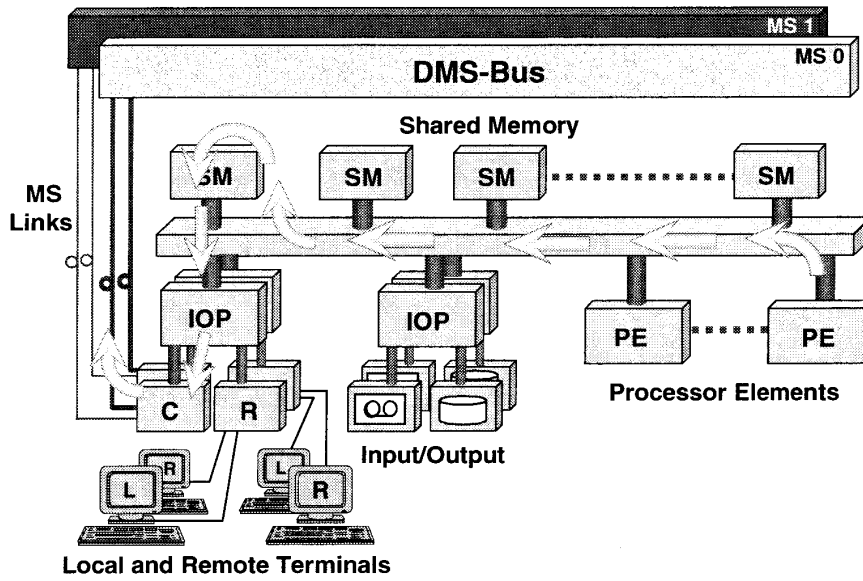 MS 1
MS 0
DMS-Bus
Shared Memory
SM
SM
SM
SM
MS
Links
IOP
IOP
PE
PE
C
R
Processor Elements
Input/Output
R
L
L
R
Local and Remote Terminals